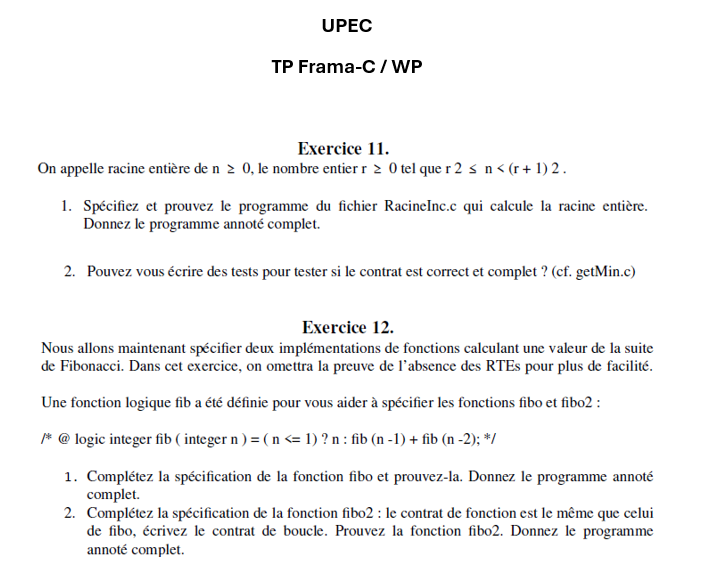 UPEC
TP Frama-C / WP
Exercice 11.
On appelle racine entière de n ≥ 0, le nombre entier r ≥ 0 tel que r 2 ≤ n < (r + 1) 2 .
1. Spécifiez et prouvez le programme du fichier RacineInc.c qui calcule la racine entière.
Donnez le programme annoté complet.
2. Pouvez vous écrire des tests pour tester si le contrat est correct et complet ? (cf. getMin.c)
Exercice 12.
Nous allons maintenant spécifier deux implémentations de fonctions calculant une valeur de la suite
de Fibonacci. Dans cet exercice, on omettra la preuve de l'absence des RTEs pour plus de facilité.
Une fonction logique fib a été définie pour vous aider à spécifier les fonctions fibo et fibo2 :
/* @ logic integer fib ( integer n ) = ( n <= 1) ? n : fib (n -1) + fib (n -2); */
1. Complétez la spécification de la fonction fibo et prouvez-la. Donnez le programme annoté
complet.
2. Complétez la spécification de la fonction fibo2 : le contrat de fonction est le même que celui
de fibo, écrivez le contrat de boucle. Prouvez la fonction fibo2. Donnez le programme
annoté complet.